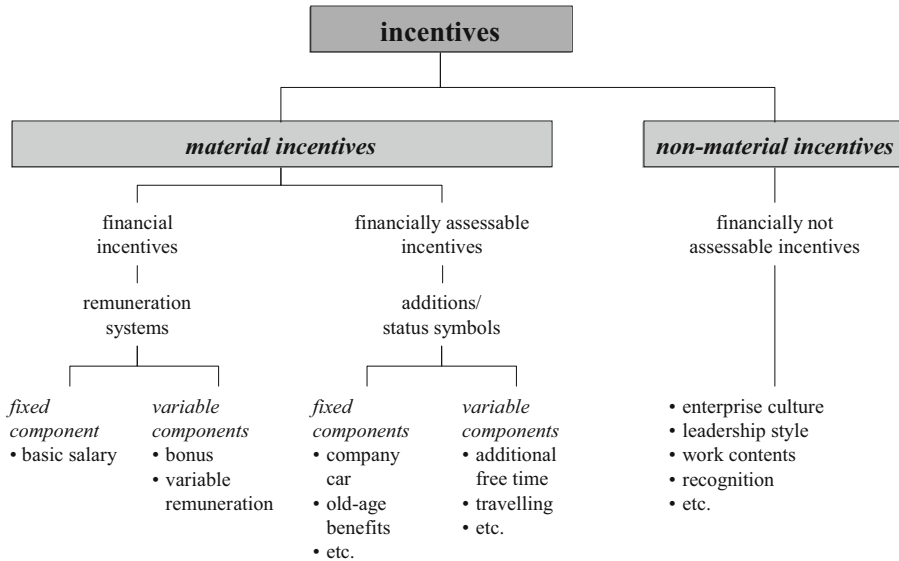 incentives
material incentives
non-material incentives
financial
incentives
financially assessable
incentives
financially not
assessable incentives
remuneration
systems
additions/
status symbols
fixed
component
• basic salary
variable
components
• bonus
• variable
remuneration
fixed
components
• company
car
• old-age
benefits
• etc.
variable
components
• additional
free time
• travelling
• etc.
• enterprise culture
• leadership style
• work contents
• recognition
• etc.